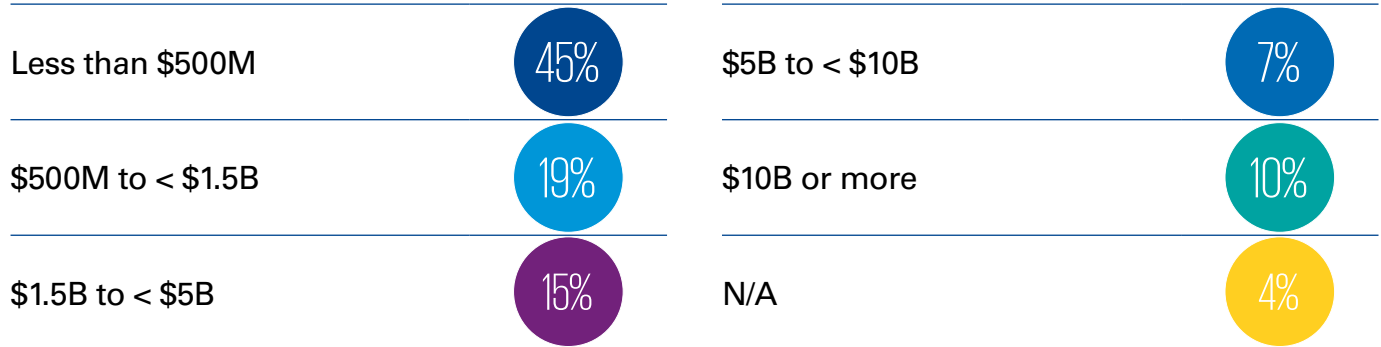 Less than $500M 45%
$500M to < $1.5B 19%
$1.5B to < $5B 15%
$5B to < $10B 7%
$10B or more 10%
N/A 4%